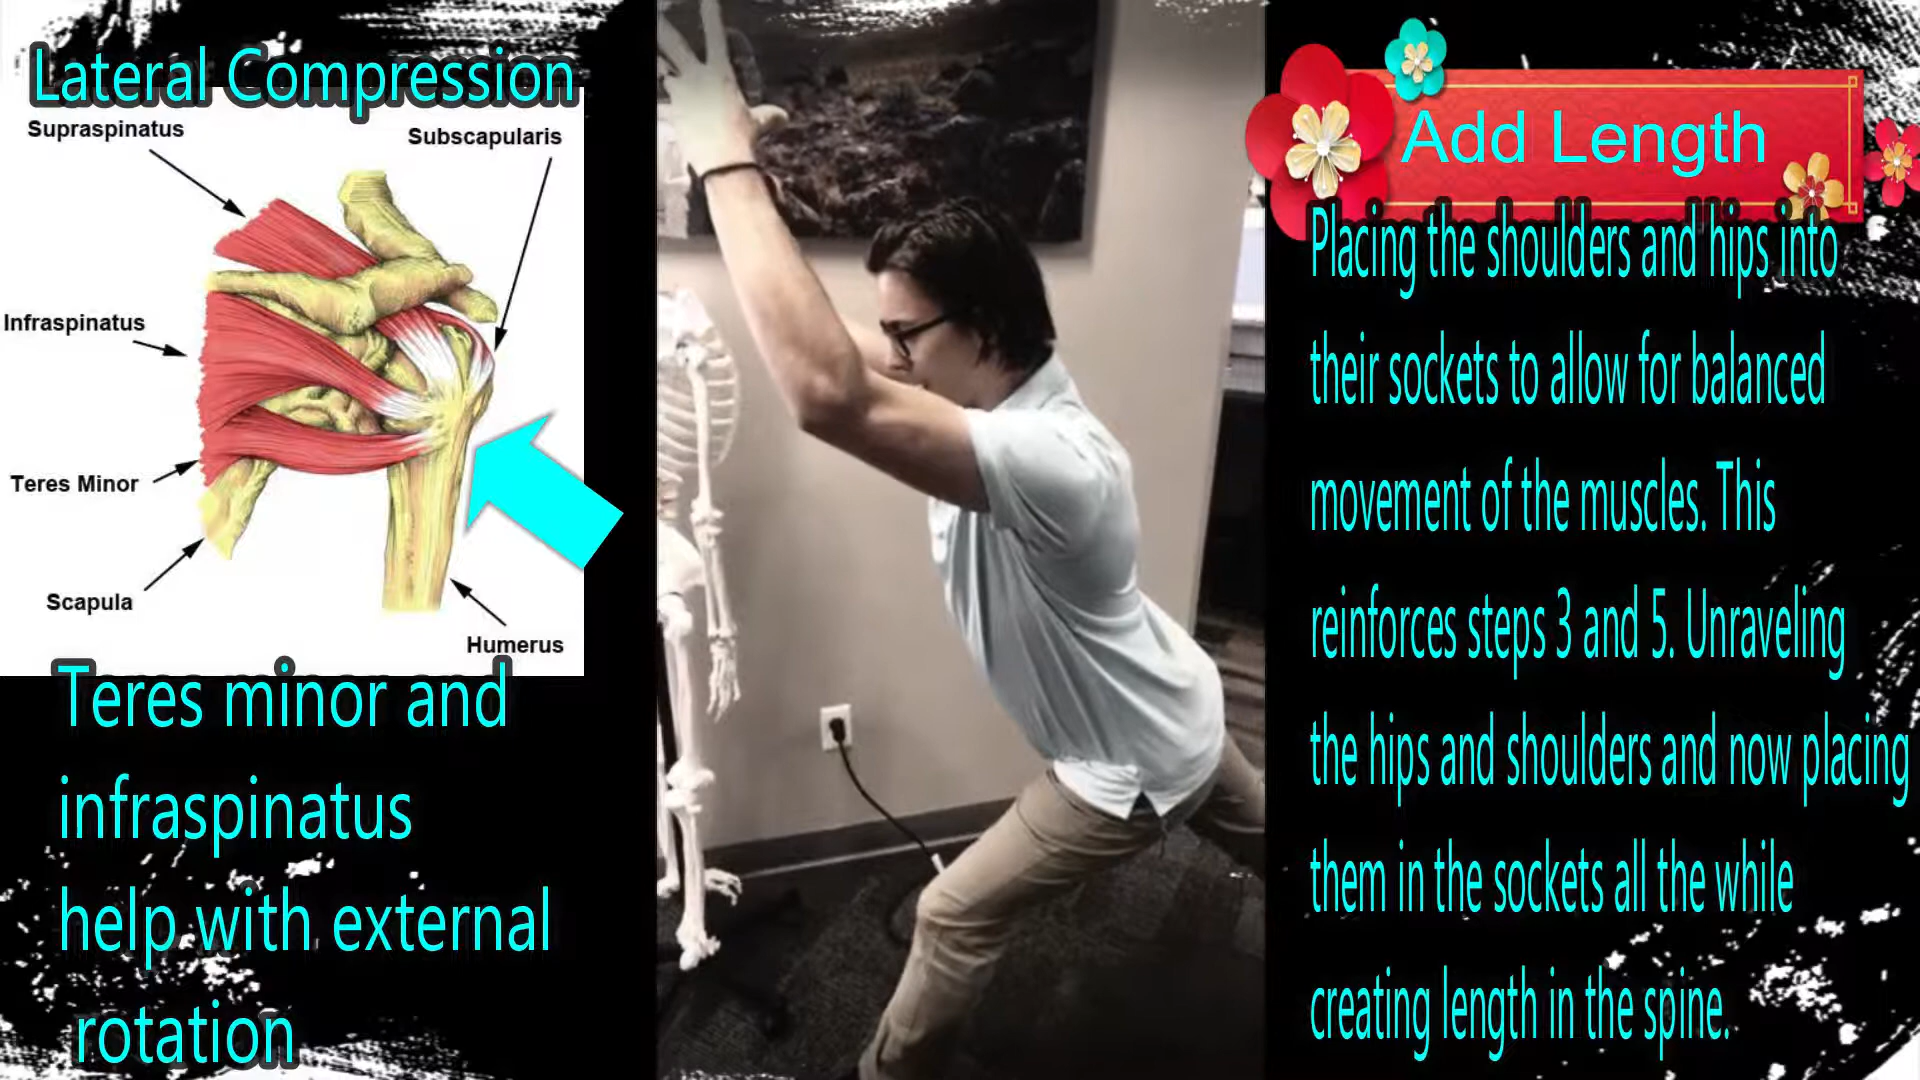 Lateral Compression
Supraspinatus
Subscapularis
Infraspinatus
Teres Minor
Scapula
Humerus
Teres minor and
infraspinatus
help with external
rotation
Add Length
Placing the shoulders and hips into
their sockets to allow for balanced
movement of the muscles. This
reinforces steps 3 and 5. Unraveling
the hips and shoulders and now placing
them in the sockets all the while
creating length in the spine.